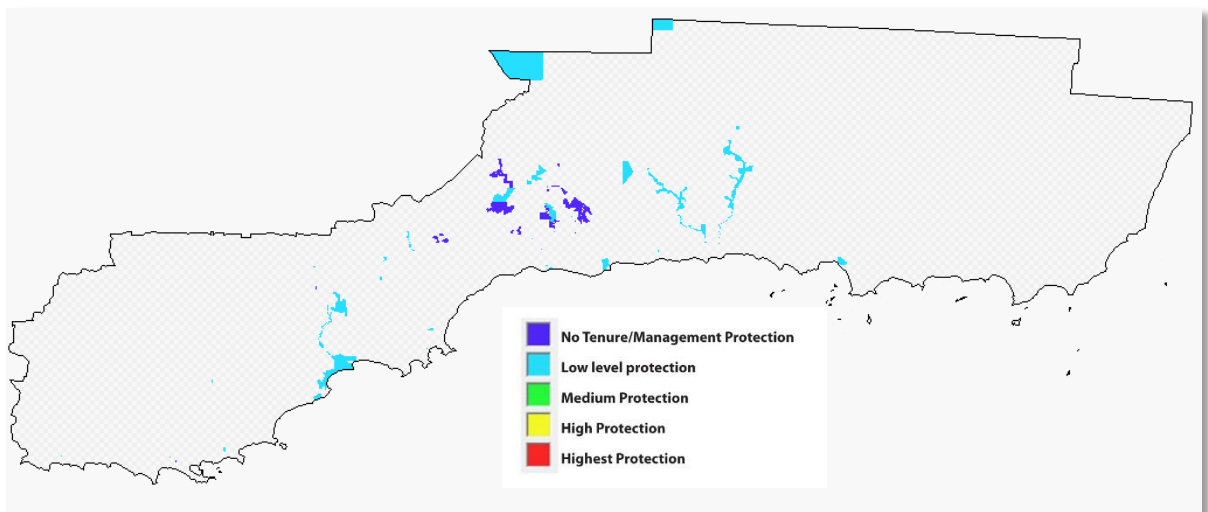 No Tenure/Management Protection
Low level protection
Medium Protection
High Protection
Highest Protection